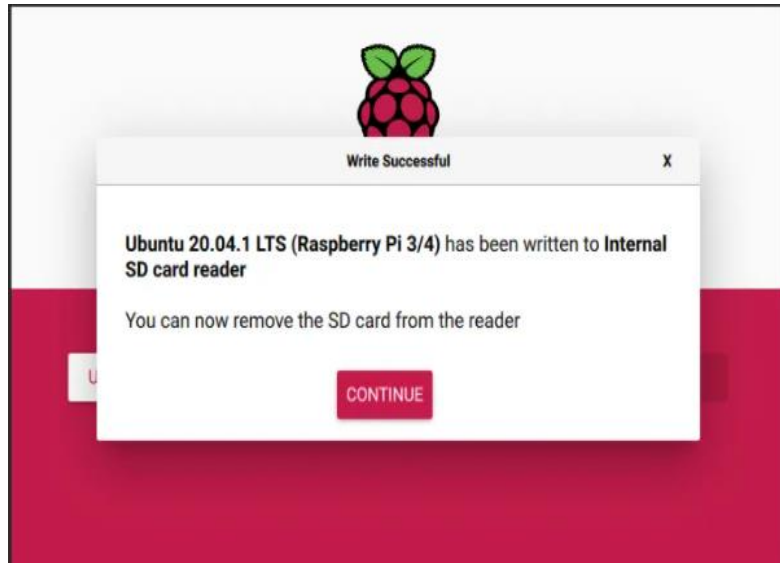 Write Successful X
Ubuntu 20.04.1 LTS (Raspberry Pi 3/4) has been written to Internal
SD card reader
You can now remove the SD card from the reader
U
CONTINUE